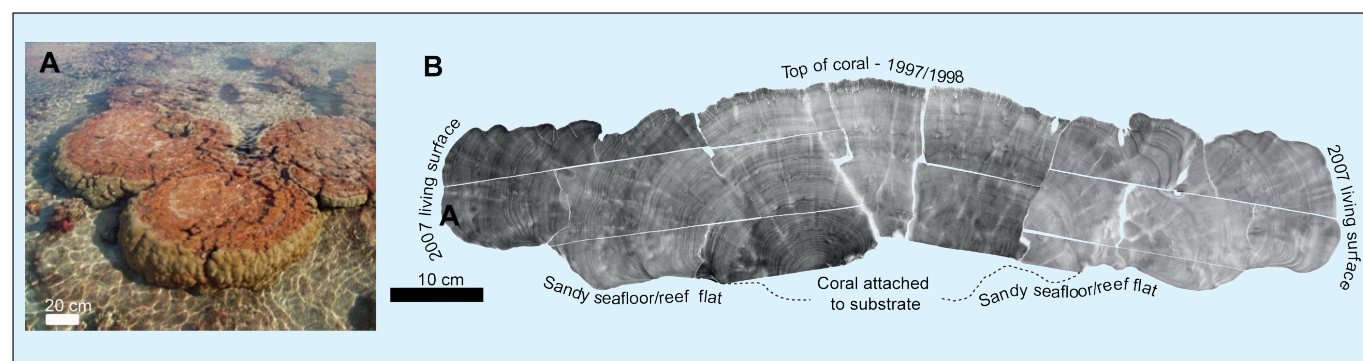 A
20 cm
B
Top of coral - 1997/1998
2007 living surface
A
10 cm
Sandy seafloor/reef flat
Coral attached
to substrate
Sandy seafloor/reef flat
2007 living surface